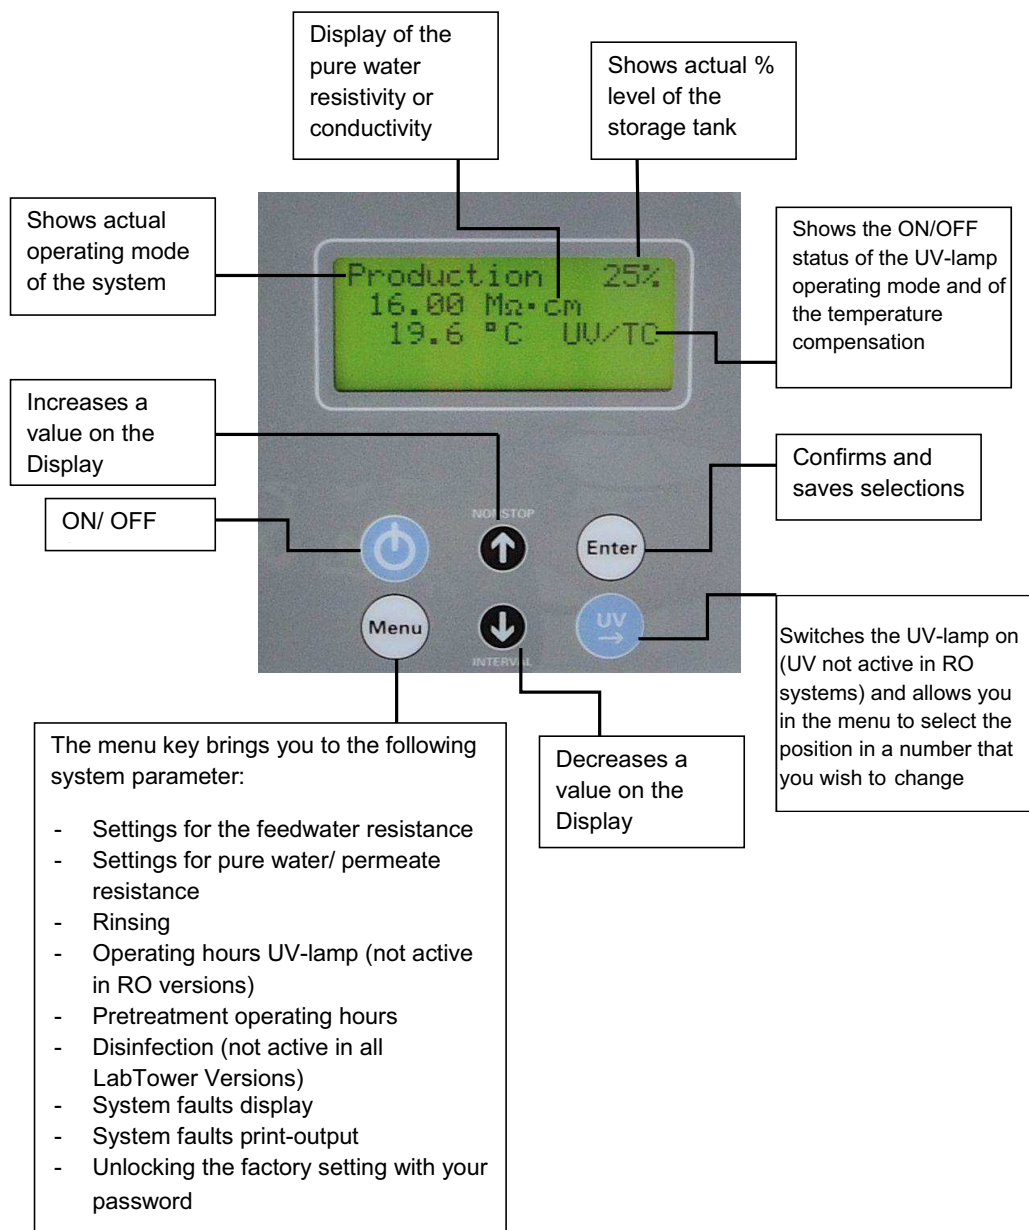 Display of the
pure water
resistivity or
conductivity
Shows actual %
level of the
storage tank
Shows actual
operating mode
of the system
Shows the ON/OFF
status of the UV-lamp
operating mode and of
the temperature
compensation
Production 25%
16.00 MΩ·cm
19.6 °C UV/TC
Increases a
value on the
Display
Confirms and
saves selections
ON/ OFF
NONSTOP
Enter
Menu
UV
→
INTERVAL
Switches the UV-lamp on
(UV not active in RO
systems) and allows you
in the menu to select the
position in a number that
you wish to change
The menu key brings you to the following
system parameter:
- Settings for the feedwater resistance
- Settings for pure water/ permeate
resistance
- Rinsing
- Operating hours UV-lamp (not active
in RO versions)
- Pretreatment operating hours
- Disinfection (not active in all
LabTower Versions)
- System faults display
- System faults print-output
- Unlocking the factory setting with your
password
Decreases a
value on the
Display